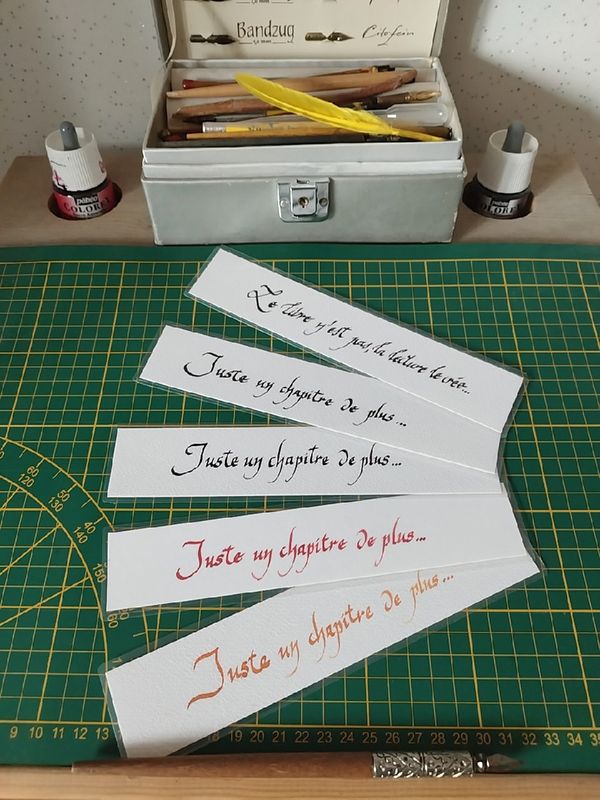 Bandzug
Citofein
pébéo
COLOREX
pébéo
COLOREX
Le livre n'est pas, la lecture le crée...
Juste un chapitre de plus...
Juste un chapitre de plus...
Juste un chapitre de plus...
Juste un chapitre de plus...
120
130
140
150
9 10 11 12 13 18 19 20 21 22 23 24 25 26 27 28 29 30 31 32 33 34 35